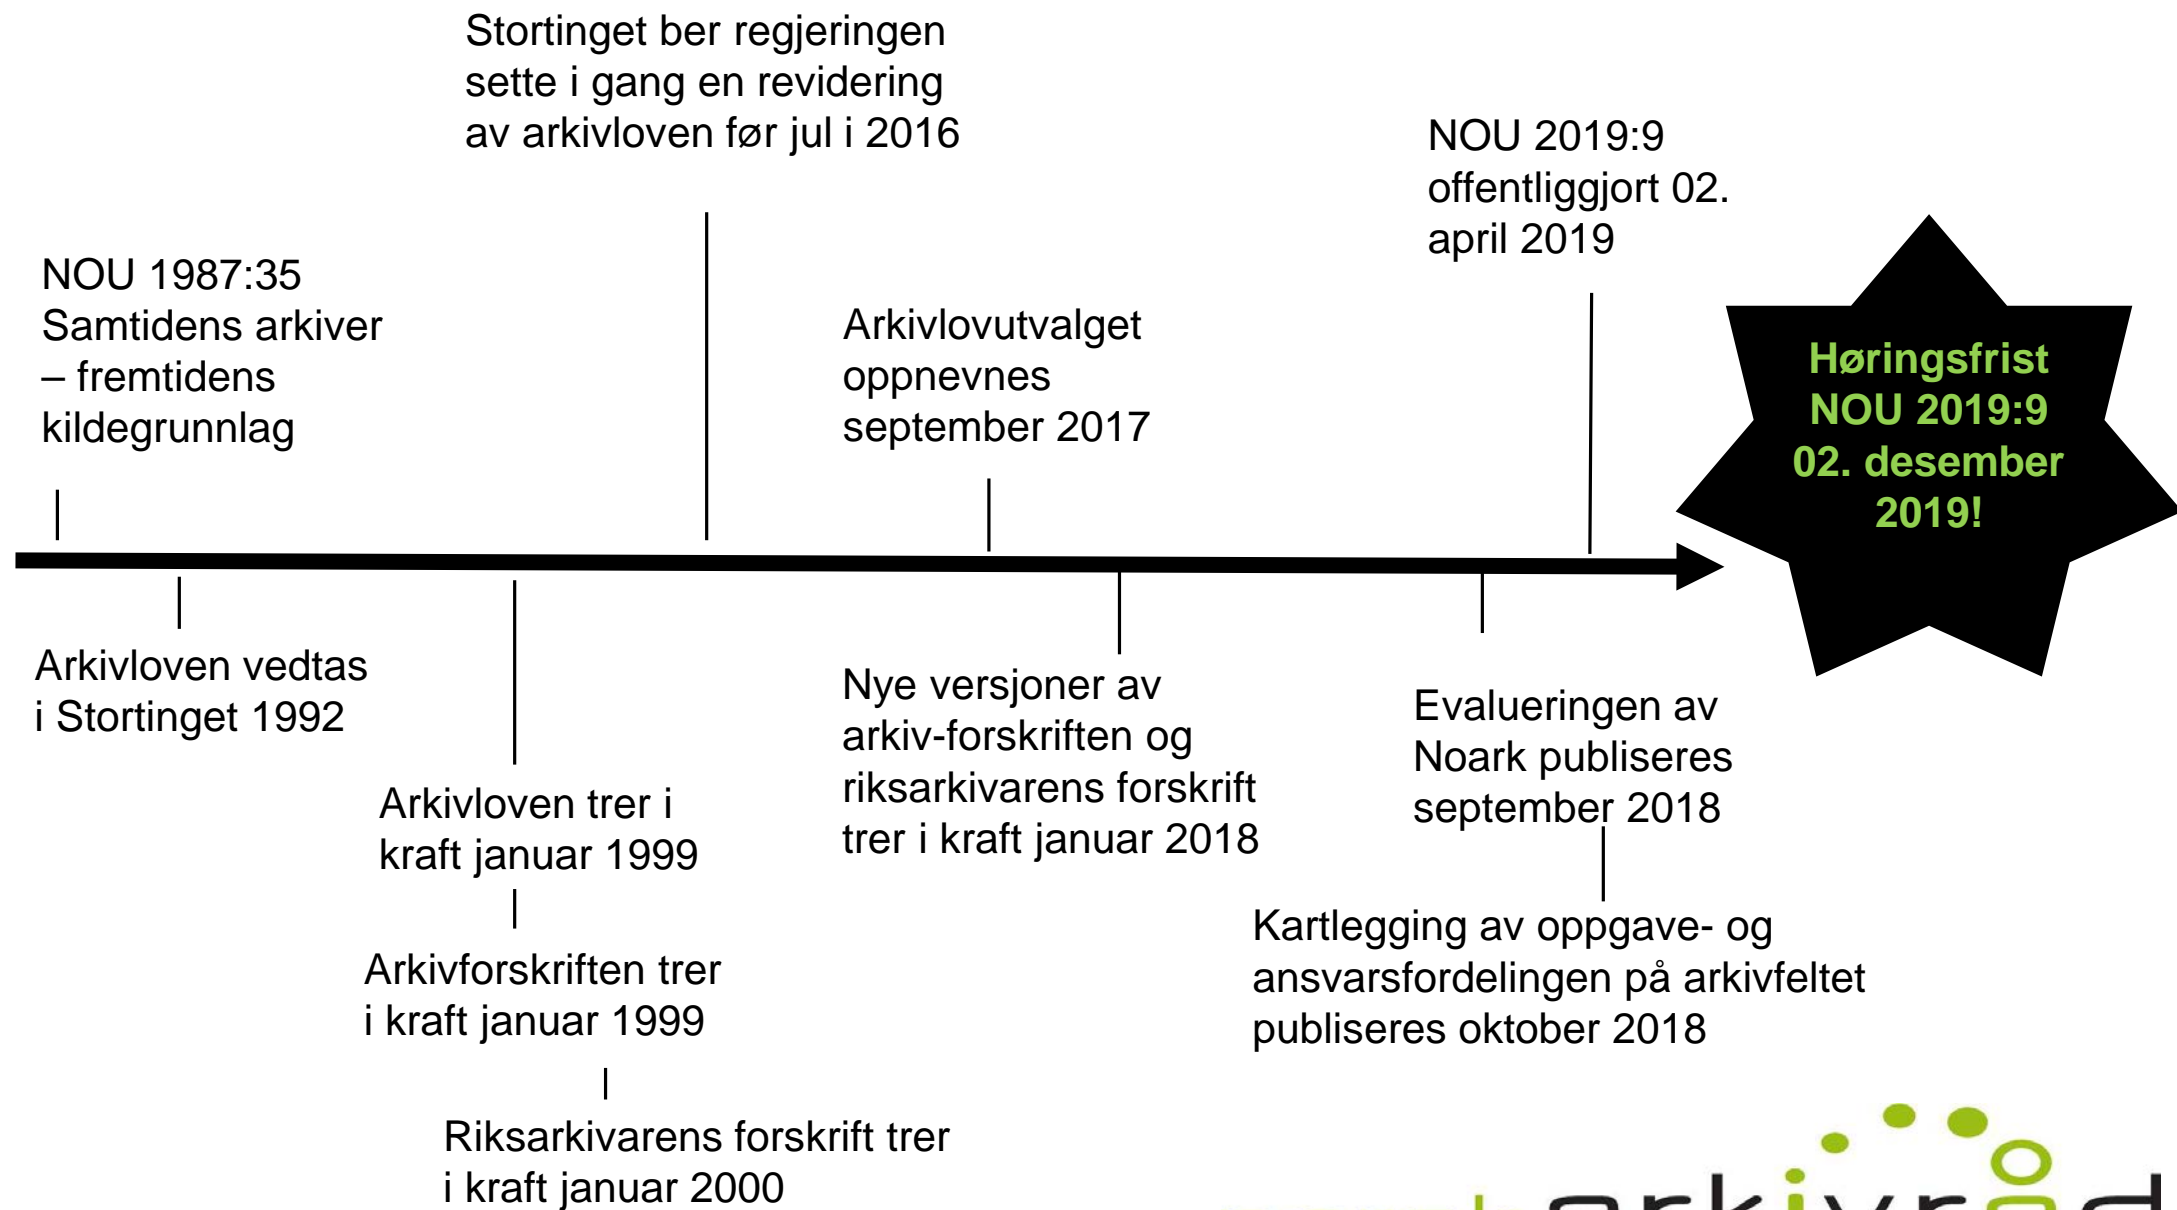 Stortinget ber regjeringen
sette i gang en revidering
av arkivloven før jul i 2016
NOU 2019:9
offentliggjort 02.
april 2019
NOU 1987:35
Samtidens arkiver
– fremtidens
kildegrunnlag
Arkivlovutvalget
oppnevnes
september 2017
Høringsfrist
NOU 2019:9
02. desember
2019!
Arkivloven vedtas
i Stortinget 1992
Arkivloven trer i
kraft januar 1999
Arkivforskriften trer
i kraft januar 1999
Riksarkivarens forskrift trer
i kraft januar 2000
Nye versjoner av
arkiv-forskriften og
riksarkivarens forskrift
trer i kraft januar 2018
Evalueringen av
Noark publiseres
september 2018
Kartlegging av oppgave- og
ansvarsfordelingen på arkivfeltet
publiseres oktober 2018
arkivråd